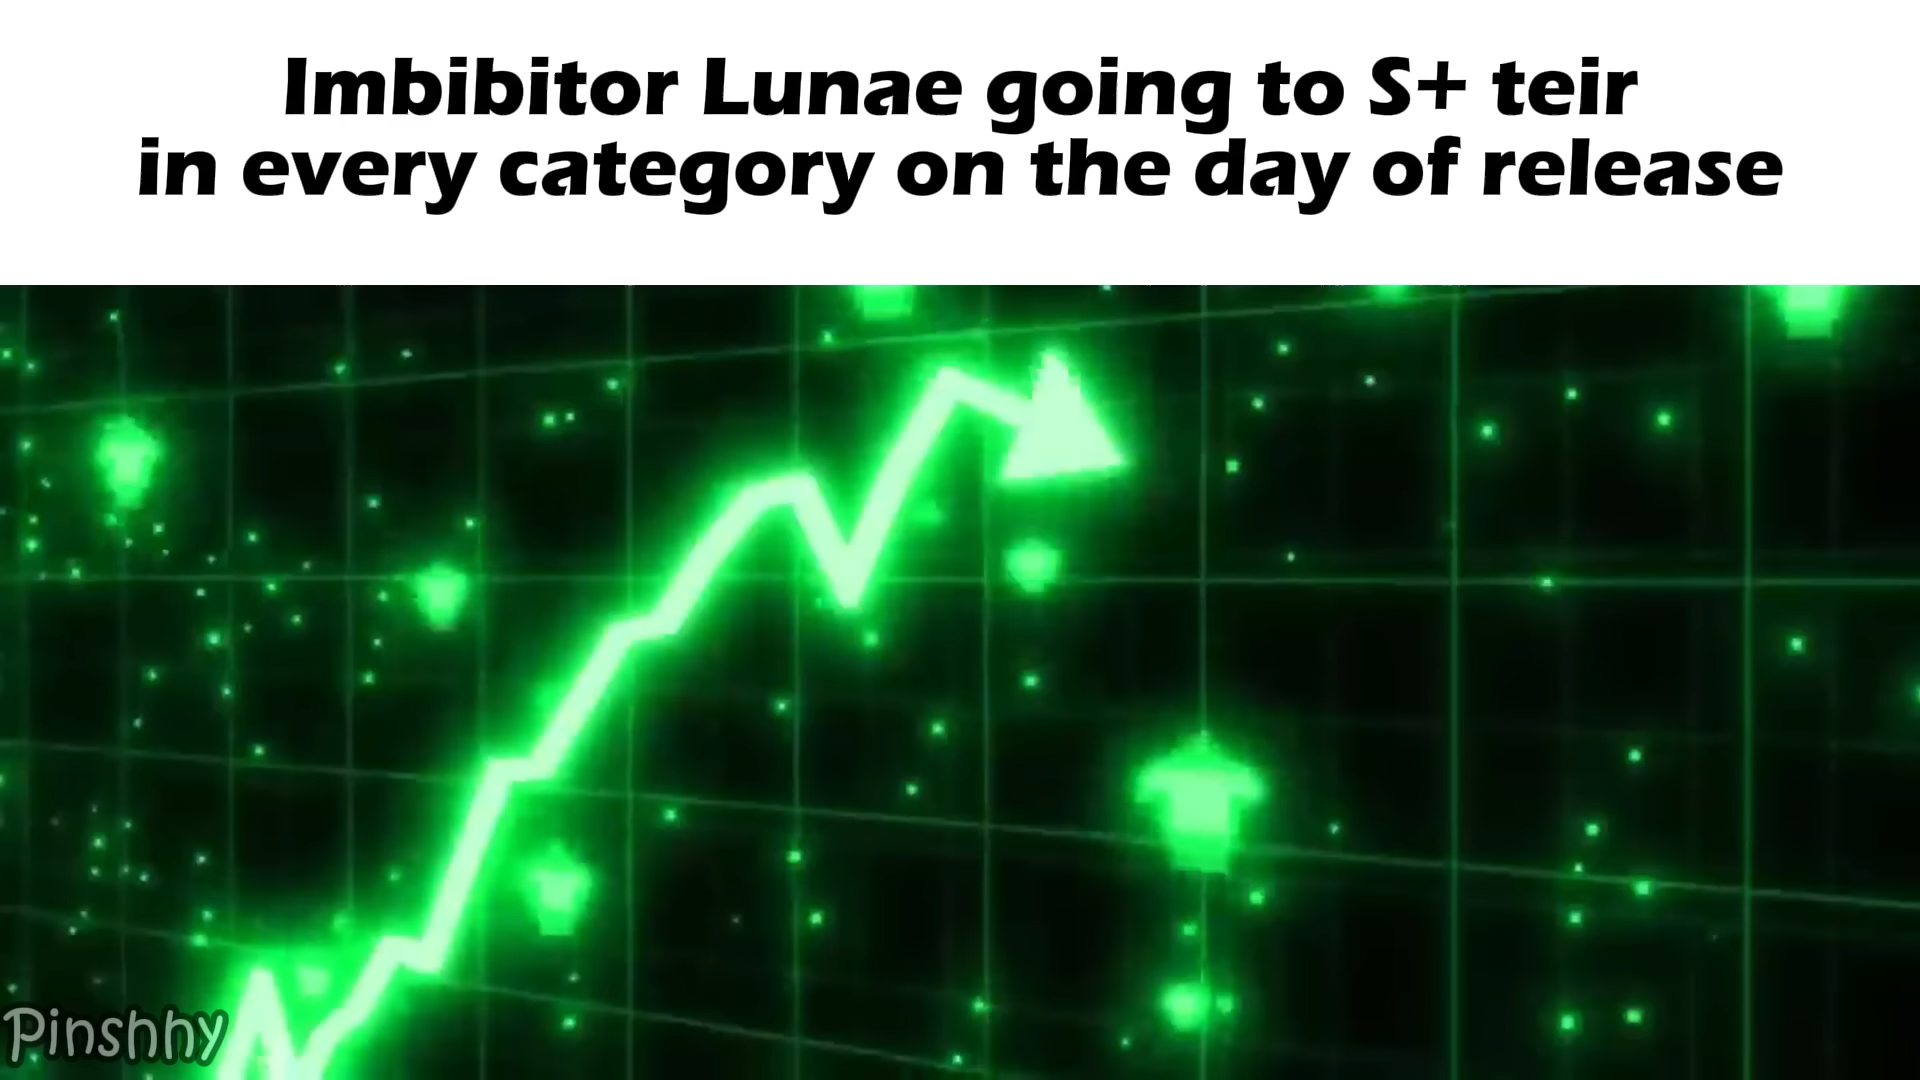 Imbibitor Lunae going to S+ teir
in every category on the day of release
Pinshhy